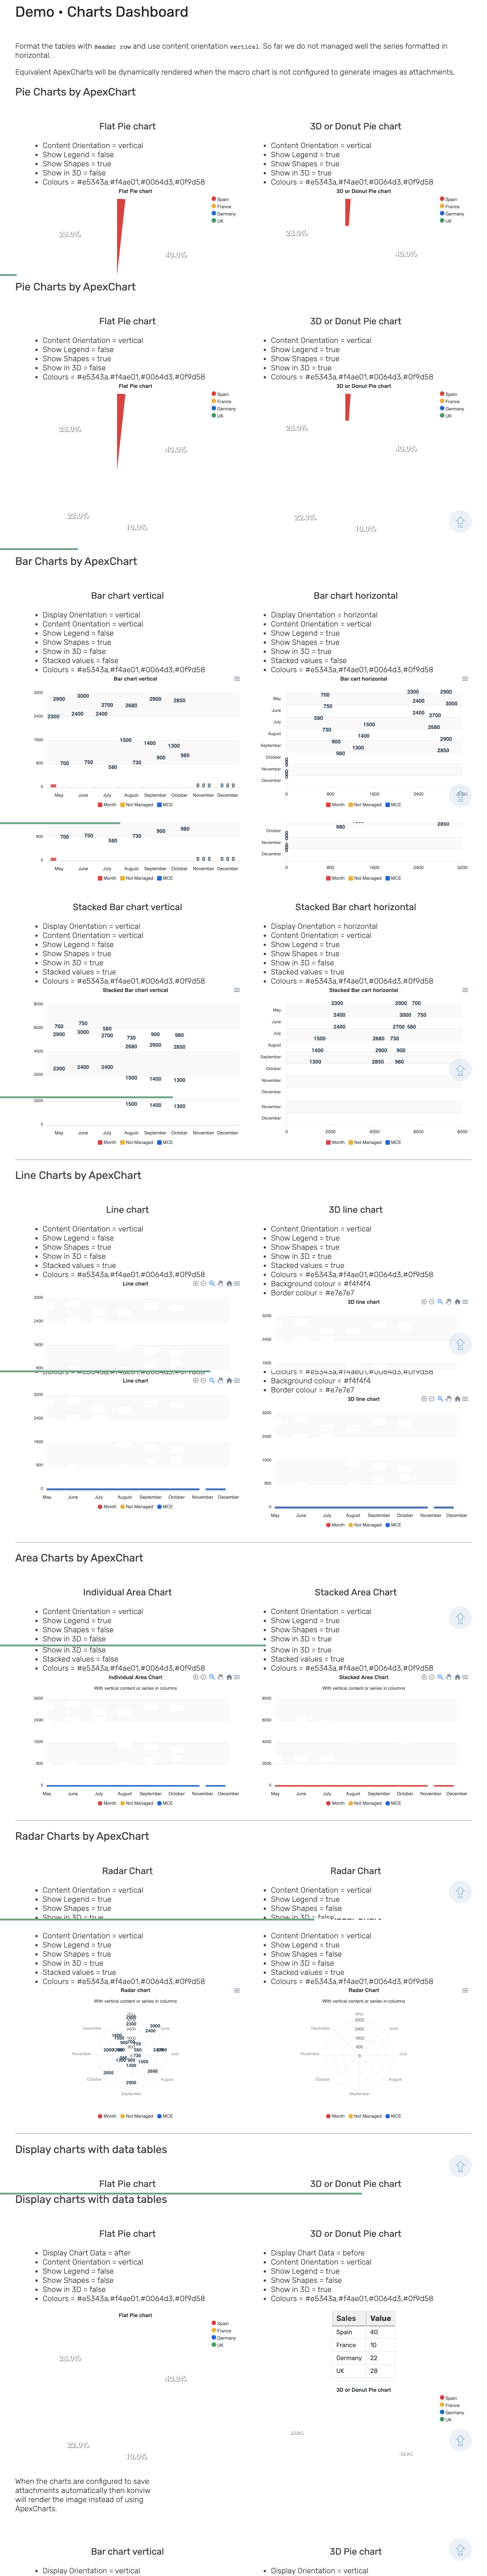 Demo • Charts Dashboard
Format the tables with Header row and use content orientation vertical. So far we do not managed well the series formatted in
horizontal.
Equivalent ApexCharts will be dynamically rendered when the macro chart is not configured to generate images as attachments.
Pie Charts by ApexChart
Flat Pie chart
Content Orientation = vertical
Show Legend = false
Show Shapes = true
Show in 3D = false
Colours = #e5343a,#f4ae01,#0064d3,#0f9d58
Flat Pie chart
Spain
France
Germany
UK
28.0%
40.0%
3D or Donut Pie chart
Content Orientation = vertical
Show Legend = true
Show Shapes = true
Show in 3D = true
Colours = #e5343a,#f4ae01,#0064d3,#0f9d58
3D or Donut Pie chart
Spain
France
Germany
UK
28.0%
40.0%
Pie Charts by ApexChart
Flat Pie chart
Content Orientation = vertical
Show Legend = false
Show Shapes = true
Show in 3D = false
Colours = #e5343a,#f4ae01,#0064d3,#0f9d58
Flat Pie chart
Spain
France
Germany
UK
28.0%
40.0%
22.0%
10.0%
3D or Donut Pie chart
Content Orientation = vertical
Show Legend = true
Show Shapes = true
Show in 3D = true
Colours = #e5343a,#f4ae01,#0064d3,#0f9d58
3D or Donut Pie chart
Spain
France
Germany
UK
28.0%
40.0%
22.0%
10.0%
Bar Charts by ApexChart
Bar chart vertical
Display Orientation = vertical
Content Orientation = vertical
Show Legend = false
Show Shapes = true
Show in 3D = false
Stacked values = false
Colours = #e5343a,#f4ae01,#0064d3,#0f9d58
Bar chart vertical
3200
2900 3000 2700 2680 2900 2850
2400 2300 2400 2400
1600 1500 1400 1300
800 700 750 580 730 900 980
0 0 0 0 0 0 0
May June July August September October November December
Month Not Managed MCE
Bar chart horizontal
Display Orientation = horizontal
Content Orientation = vertical
Show Legend = true
Show Shapes = true
Show in 3D = false
Stacked values = false
Colours = #e5343a,#f4ae01,#0064d3,#0f9d58
Bar cart horizontal
May 700 2300 2900
June 750 2400 3000
July 580 2400 2700
August 730 1500 2680
September 900 1400 2900
October 980 1300 2850
November
December
0 800 1600 2400
Month Not Managed MCE
800 700 750 580 730 900 980
0 0 0 0 0 0 0
May June July August September October November December
Month Not Managed MCE
October 980 2850
November
December
0 800 1600 2400 3200
Month Not Managed MCE
Stacked Bar chart vertical
Display Orientation = vertical
Content Orientation = vertical
Show Legend = false
Show Shapes = true
Show in 3D = true
Stacked values = true
Colours = #e5343a,#f4ae01,#0064d3,#0f9d58
Stacked Bar chart vertical
8000
6000 700 750 580 730 900 980
2900 3000 2700 2680 2900 2850
4000
2300 2400 2400 1500 1400 1300
2000 1500 1400 1300
0
May June July August September October November December
Month Not Managed MCE
Stacked Bar chart horizontal
Display Orientation = horizontal
Content Orientation = vertical
Show Legend = true
Show Shapes = true
Show in 3D = false
Stacked values = true
Colours = #e5343a,#f4ae01,#0064d3,#0f9d58
Stacked Bar cart horizontal
May 2300 2900 700
June 2400 3000 750
July 2400 2700 580
August 1500 2680 730
September 1400 2900 900
October 1300 2850 980
November
December
November
December
0 2000 4000 6000 8000
Month Not Managed MCE
Line Charts by ApexChart
Line chart
Content Orientation = vertical
Show Legend = false
Show Shapes = true
Show in 3D = false
Stacked values = true
Colours = #e5343a,#f4ae01,#0064d3,#0f9d58
Line chart
3200
2400
1600
800
3D line chart
Content Orientation = vertical
Show Legend = true
Show Shapes = true
Show in 3D = true
Stacked values = true
Colours = #e5343a,#f4ae01,#0064d3,#0f9d58
Background colour = #f4f4f4
Border colour = #e7e7e7
3D line chart
3200
2400
1600
Colours = #e5343a,#f4ae01,#0064d3,#0f9d58
Line chart
3200
2400
1600
800
0
May June July August September October November December
Month Not Managed MCE
Colours = #e5343a,#f4ae01,#0064d3,#0f9d58
Background colour = #f4f4f4
Border colour = #e7e7e7
3D line chart
3200
2400
1600
800
0
May June July August September October November December
Month Not Managed MCE
Area Charts by ApexChart
Individual Area Chart
Content Orientation = vertical
Show Legend = true
Show Shapes = false
Show in 3D = false
Show in 3D = false
Stacked values = false
Colours = #e5343a,#f4ae01,#0064d3,#0f9d58
Individual Area Chart
With vertical content or series in columns
3200
2400
1600
800
0
May June July August September October November December
Month Not Managed MCE
Stacked Area Chart
Content Orientation = vertical
Show Legend = true
Show Shapes = true
Show in 3D = true
Show in 3D = true
Stacked values = true
Colours = #e5343a,#f4ae01,#0064d3,#0f9d58
Stacked Area Chart
With vertical content or series in columns
8000
6000
4000
2000
0
May June July August September October November December
Month Not Managed MCE
Radar Charts by ApexChart
Radar Chart
Content Orientation = vertical
Show Legend = true
Show Shapes = true
Show in 3D = true
Radar Chart
Content Orientation = vertical
Show Legend = true
Show Shapes = false
Show in 3D = false
Content Orientation = vertical
Show Legend = true
Show Shapes = true
Show in 3D = true
Stacked values = true
Colours = #e5343a,#f4ae01,#0064d3,#0f9d58
Radar chart
With vertical content or series in columns
December June
3000
2400
November July
1500
2850 2680
October August
1400
2900
September
Month Not Managed MCE
Content Orientation = vertical
Show Legend = true
Show Shapes = false
Show in 3D = false
Stacked values = true
Colours = #e5343a,#f4ae01,#0064d3,#0f9d58
Radar Chart
With vertical content or series in columns
May
3200
December 2400 June
1600
800
November 0 July
October August
September
Month Not Managed MCE
Display charts with data tables
Flat Pie chart
3D or Donut Pie chart
Display charts with data tables
Flat Pie chart
Display Chart Data = after
Content Orientation = vertical
Show Legend = false
Show Shapes = false
Show in 3D = false
Colours = #e5343a,#f4ae01,#0064d3,#0f9d58
Flat Pie chart
Spain
France
Germany
UK
28.0%
40.0%
22.0%
10.0%
3D or Donut Pie chart
Display Chart Data = before
Content Orientation = vertical
Show Legend = true
Show Shapes = false
Show in 3D = true
Colours = #e5343a,#f4ae01,#0064d3,#0f9d58
Sales Value
Spain 40
France 10
Germany 22
UK 28
3D or Donut Pie chart
Spain
France
Germany
UK
When the charts are configured to save
attachments automatically then konviw
will render the image instead of using
ApexCharts.
Bar chart vertical
Display Orientation = vertical
3D Pie chart
Display Orientation = vertical